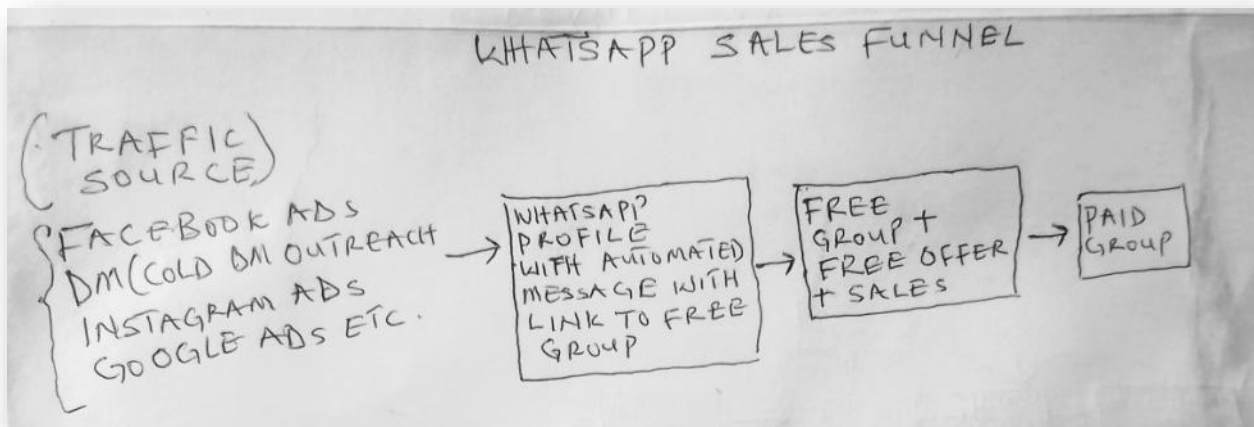 WHATSAPP SALES FUNNEL
(TRAFFIC
SOURCE)
FACEBOOK ADS
DM(COLD DM OUTREACH
INSTAGRAM ADS
GOOGLE ADS ETC.
WHATSAPP
PROFILE
WITH AUTOMATED
MESSAGE WITH
LINK TO FREE
GROUP
FREE
GROUP +
FREE OFFER
+ SALES
PAID
GROUP